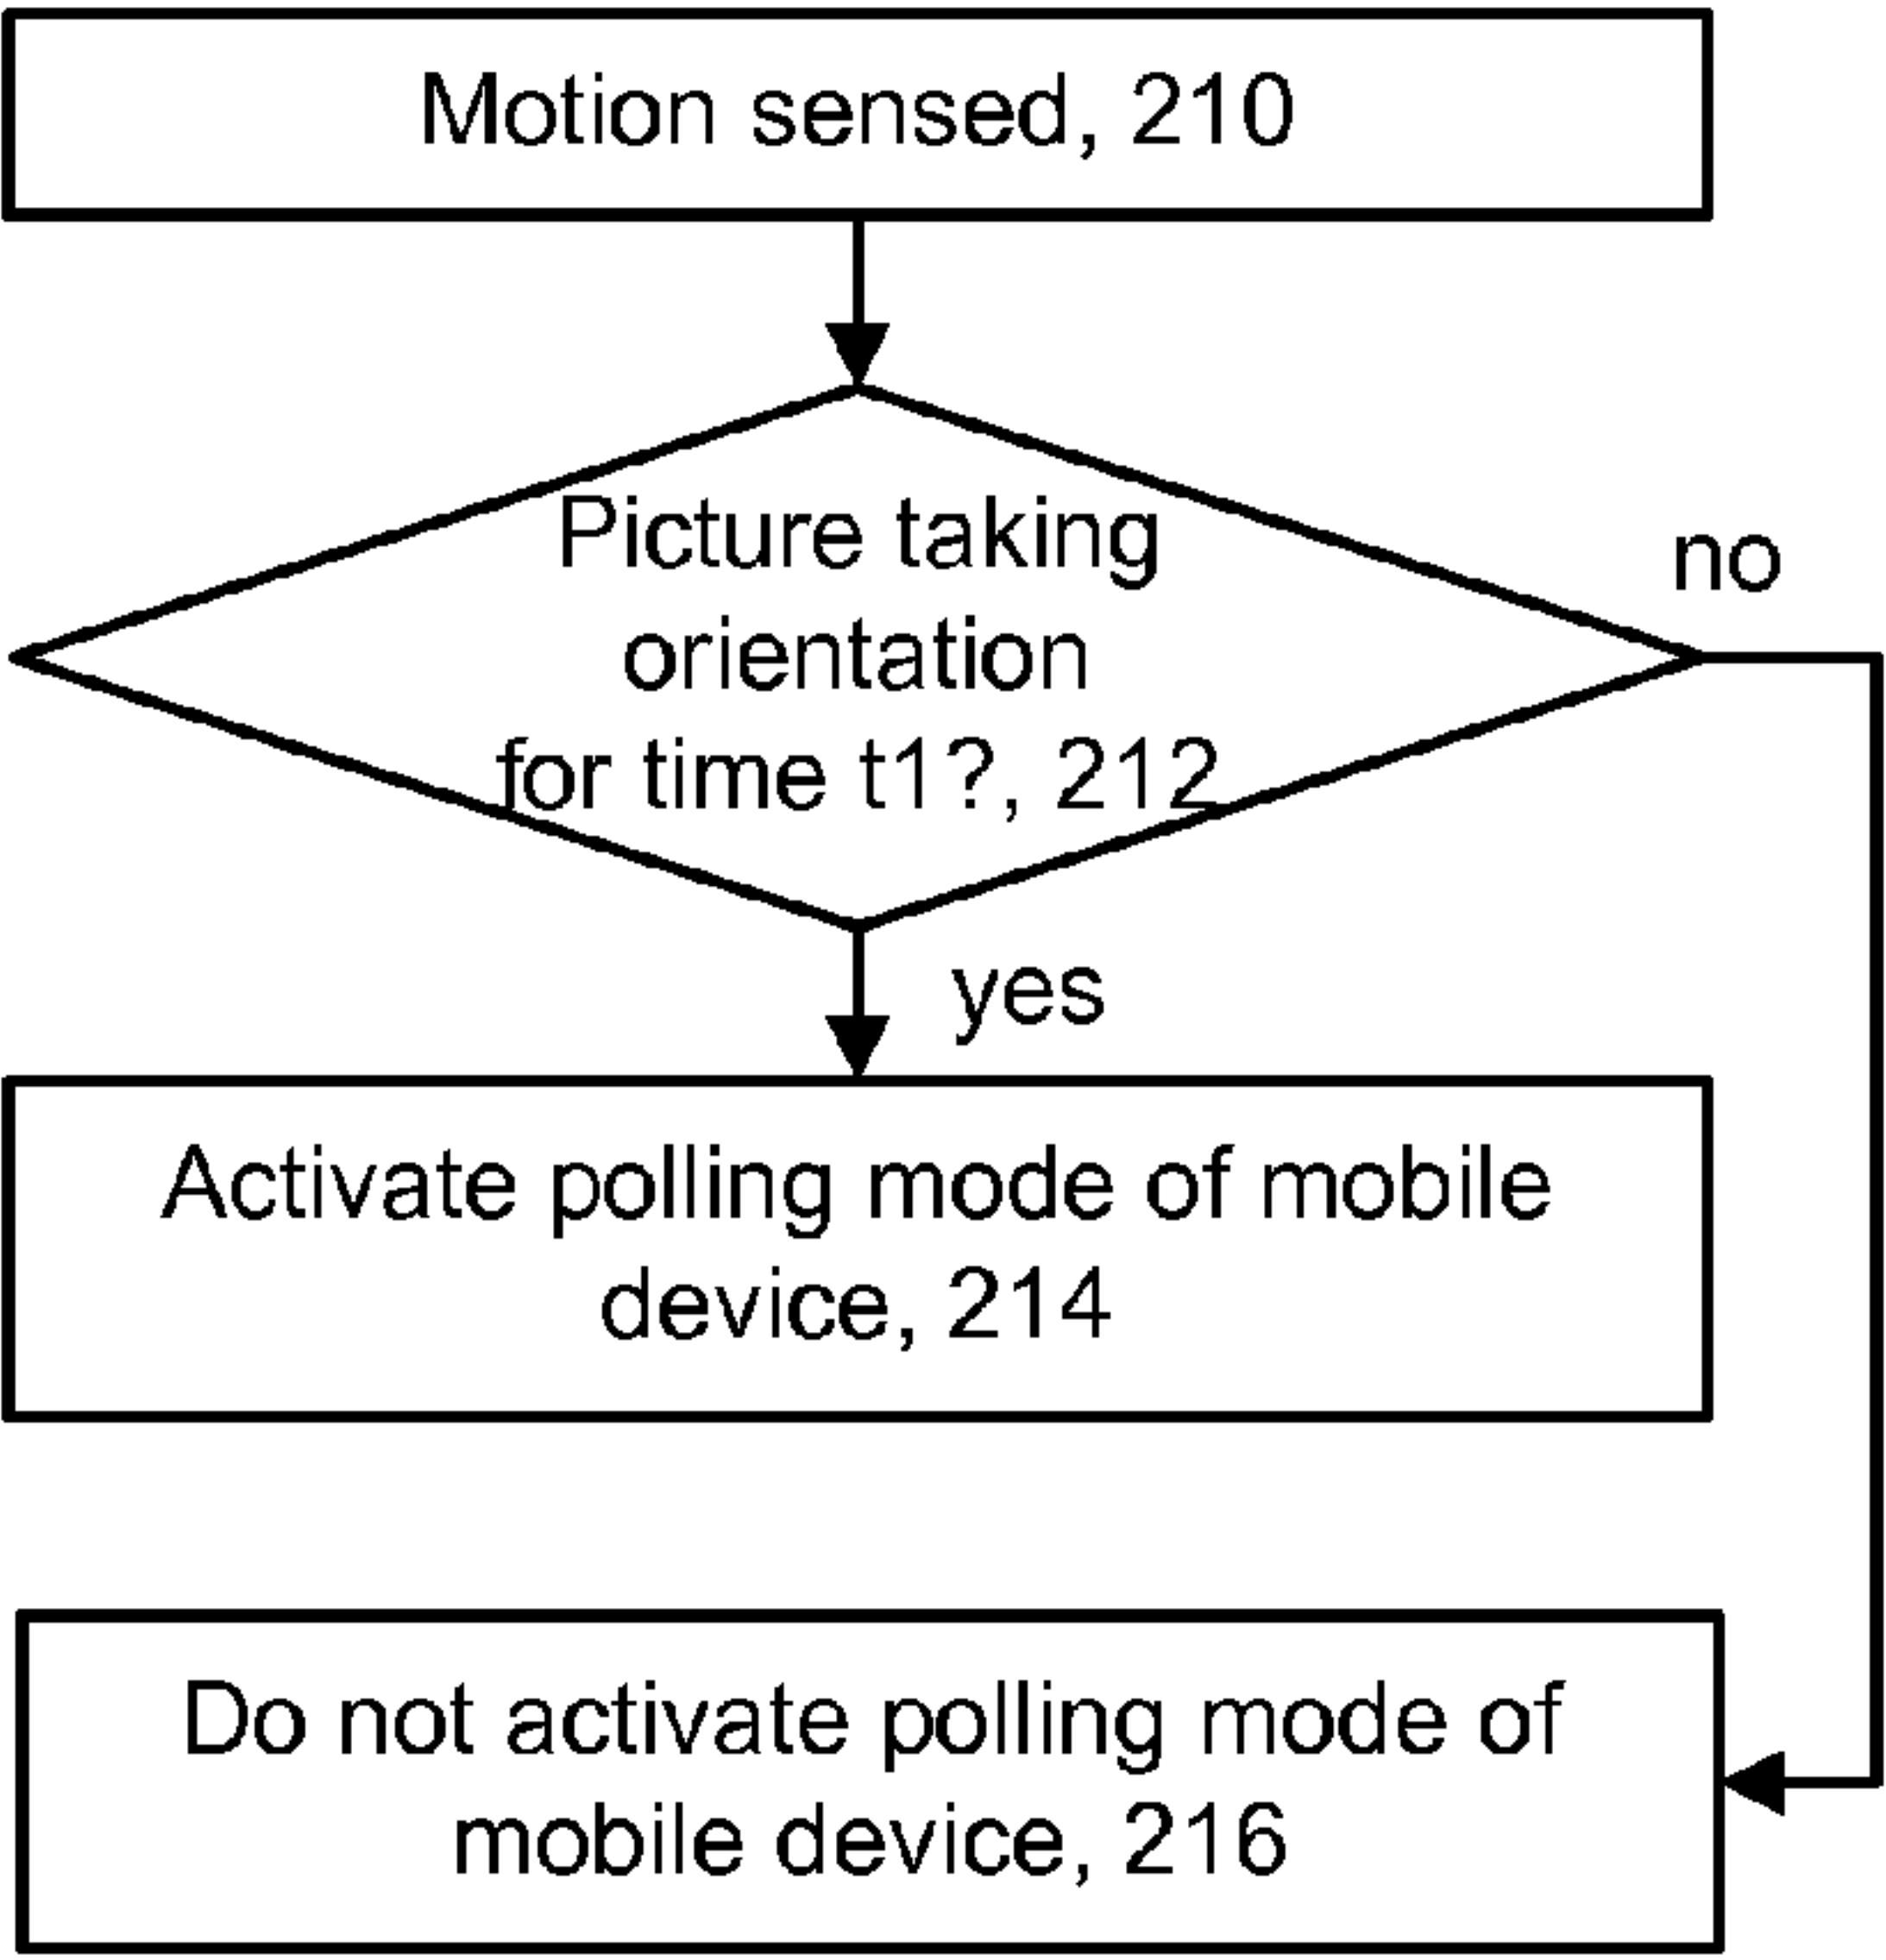 Motion sensed, 210
Picture taking
orientation
for time t1?, 212
no
yes
Activate polling mode of mobile
device, 214
Do not activate polling mode of
mobile device, 216